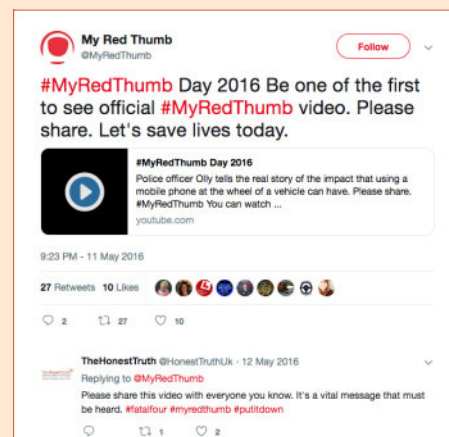 My Red Thumb
@MyRedThumb
Follow
#MyRedThumb Day 2016 Be one of the first
to see official #MyRedThumb video. Please
share. Let's save lives today.
#MyRedThumb Day 2016
Police officer Olly tells the real story of the impact that using a
mobile phone at the wheel of a vehicle can have. Please share.
#MyRedThumb You can watch ...
youtube.com
9:23 PM - 11 May 2016
27 Retweets 10 Likes
2 27 10
TheHonestTruth @HonestTruthUk · 12 May 2016
Replying to @MyRedThumb
Please share this video with everyone you know. It's a vital message that must
be heard. #fatalfour #myredthumb #putitdown
1 2